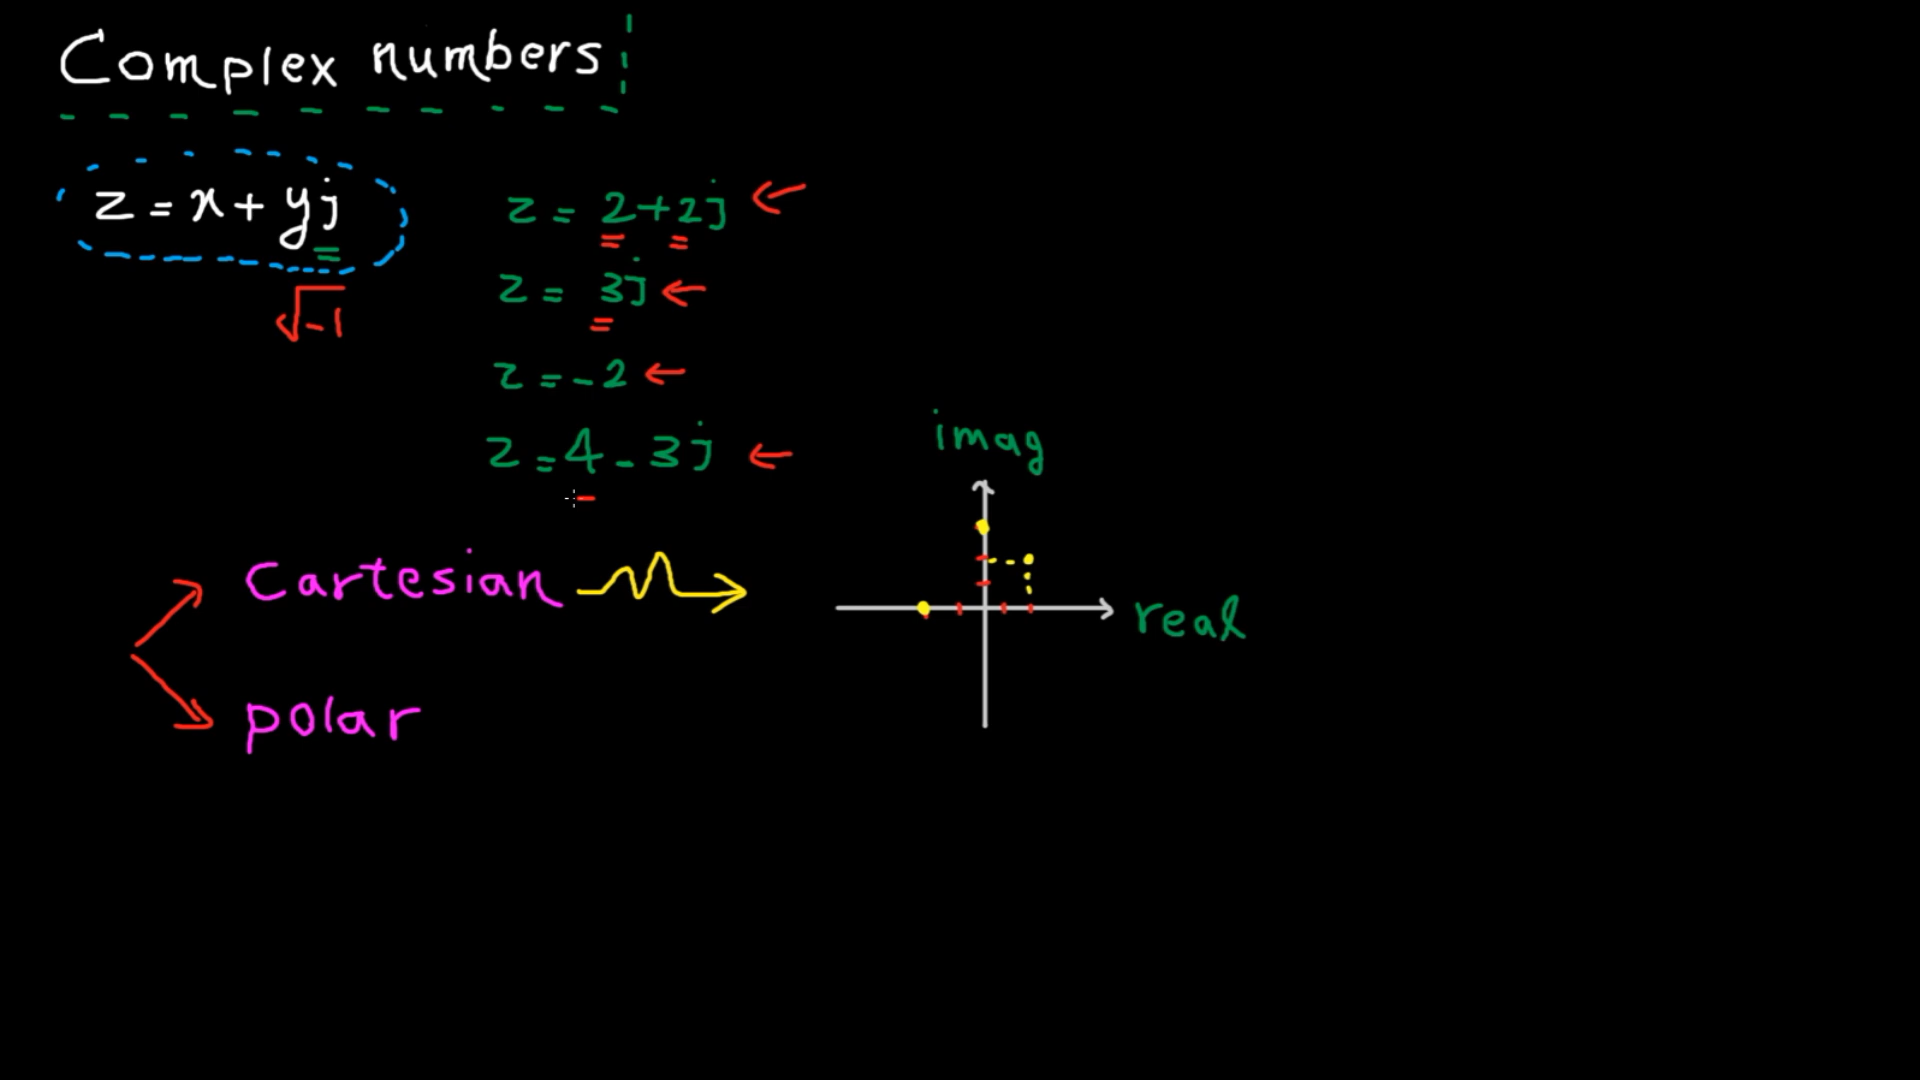 Complex numbers
z = x + yj
√-1
z = 2+2j
z = 3j
z = -2
z = 4 - 3j
imag
real
Cartesian
polar